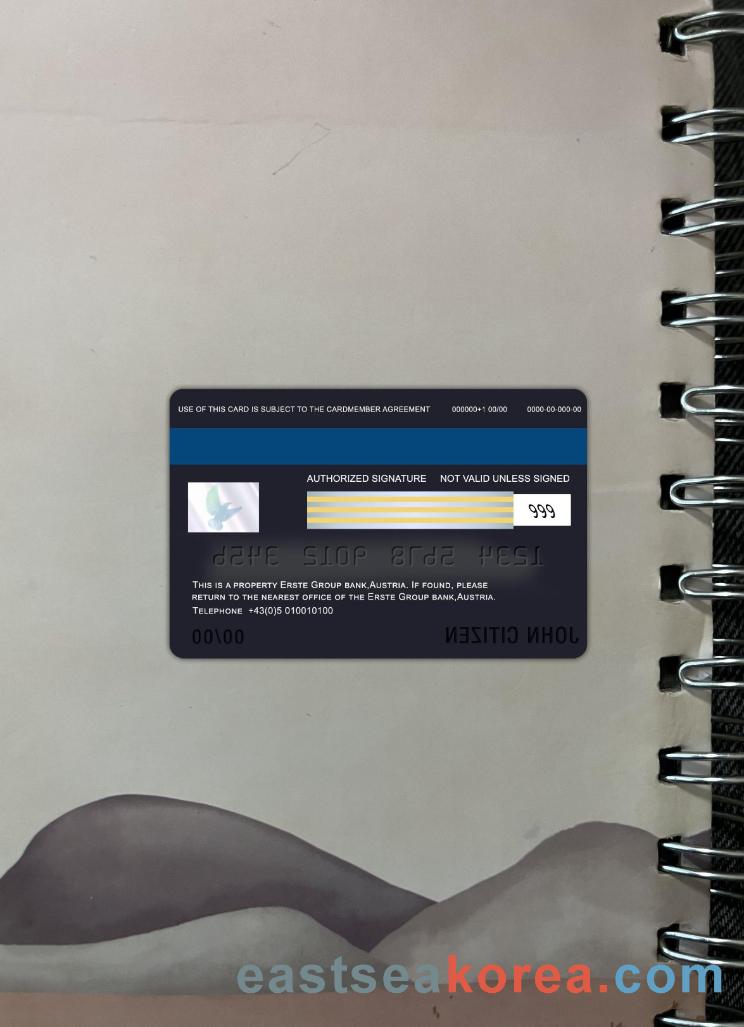 USE OF THIS CARD IS SUBJECT TO THE CARDMEMBER AGREEMENT 000000+1 00/00 0000-00-000-00
AUTHORIZED SIGNATURE NOT VALID UNLESS SIGNED
999
1234 5678 9012 3456
THIS IS A PROPERTY ERSTE GROUP BANK,AUSTRIA. IF FOUND, PLEASE
RETURN TO THE NEAREST OFFICE OF THE ERSTE GROUP BANK,AUSTRIA.
TELEPHONE +43(0)5 010010100
00/00 JOHN CITIZEN
eastseakorea.com